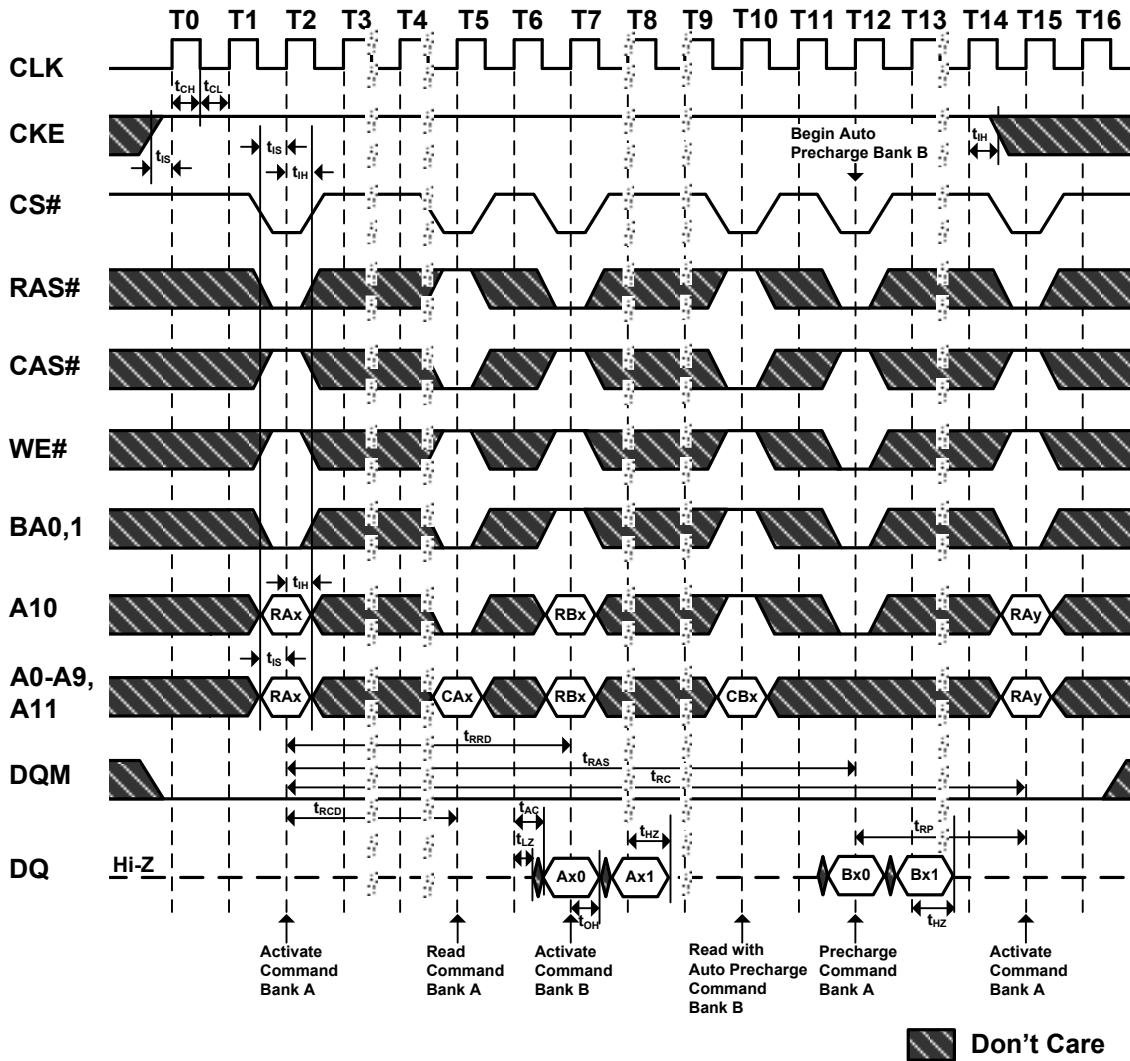 T0 T1 T2 T3 T4 T5 T6 T7 T8 T9 T10 T11 T12 T13 T14 T15 T16
CLK
tCH tCL
CKE
tIS
tIS
tIH
Begin Auto
Precharge Bank B
tIH
CS#
RAS#
CAS#
WE#
BA0,1
tIH
A10
RAx RBx RAy
tIS
A0-A9,
A11
RAx CAx RBx CBx RAy
tRRD
tRAS
DQM
tRC
tRCD
tAC
tLZ
tHZ
tRP
DQ
Hi-Z
Ax0 Ax1 Bx0 Bx1
tOH
tHZ
Activate
Command
Bank A
Read
Command
Bank A
Activate
Command
Bank B
Read with
Auto Precharge
Command
Bank B
Precharge
Command
Bank A
Activate
Command
Bank A
Don't Care